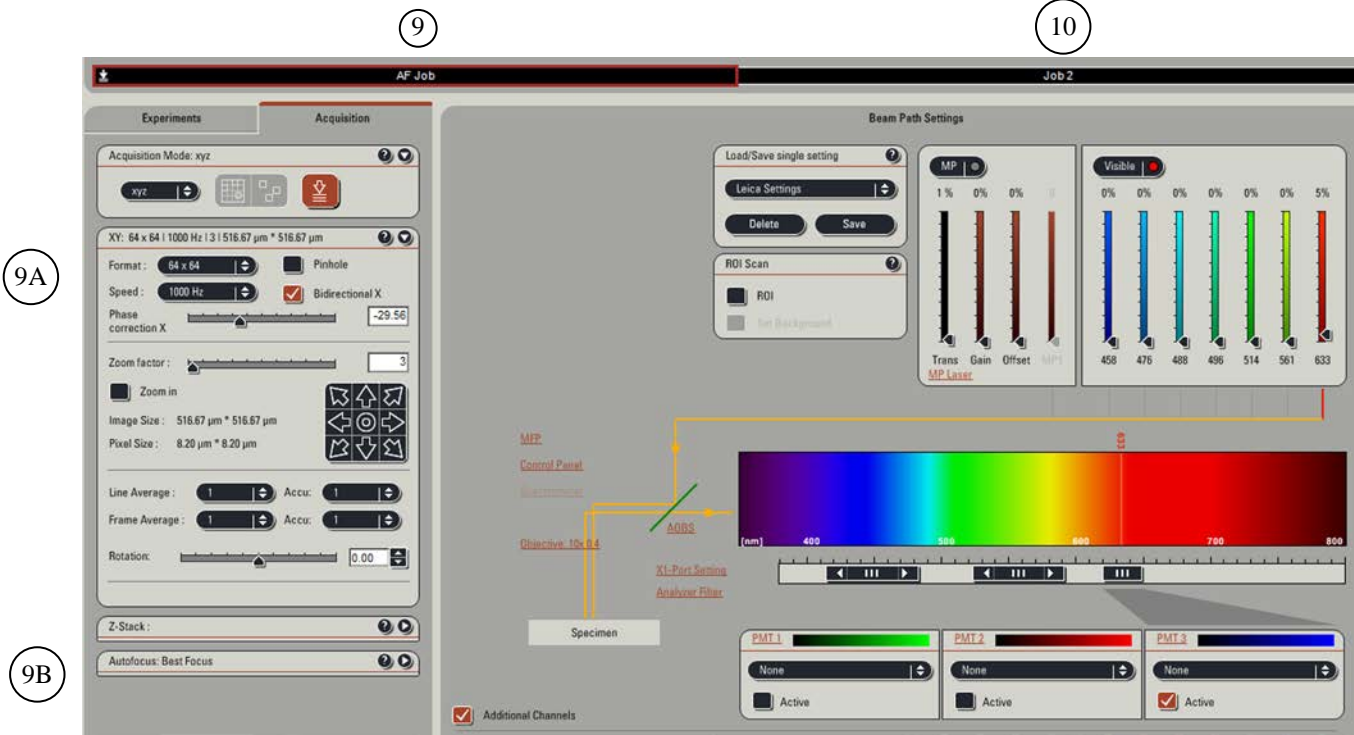 9
10
AF Job
Job 2
Experiments
Acquisition
Beam Path Settings
Acquisition Mode: xyz
xyz
9A
XY: 64 x 64 | 1000 Hz | 3 | 516.67 µm * 516.67 µm
Format :
64 x 64
Pinhole
Speed :
1000 Hz
Bidirectional X
Phase
correction X
-29.56
Zoom factor :
3
Zoom in
Image Size : 516.67 µm * 516.67 µm
Pixel Size : 8.20 µm * 8.20 µm
Line Average :
1
Accu:
1
Frame Average :
1
Accu:
1
Rotation:
0.00
Z-Stack :
9B
Autofocus: Best Focus
Load/Save single setting
Leica Settings
Delete
Save
ROI Scan
ROI
Set Background
MP
1 % 0% 0% 0
Trans Gain Offset MP1
MP Laser
Visible
0% 0% 0% 0% 0% 0% 5%
458 476 488 496 514 561 633
MFP
Control Panel
Objective: 10x 0.4
AOBS
X1-Port Setting
Analyzer Filter
Specimen
633
[nm] 400 500 600 700 800
PMT 1
None
Active
PMT 2
None
Active
PMT 3
None
Active
Additional Channels